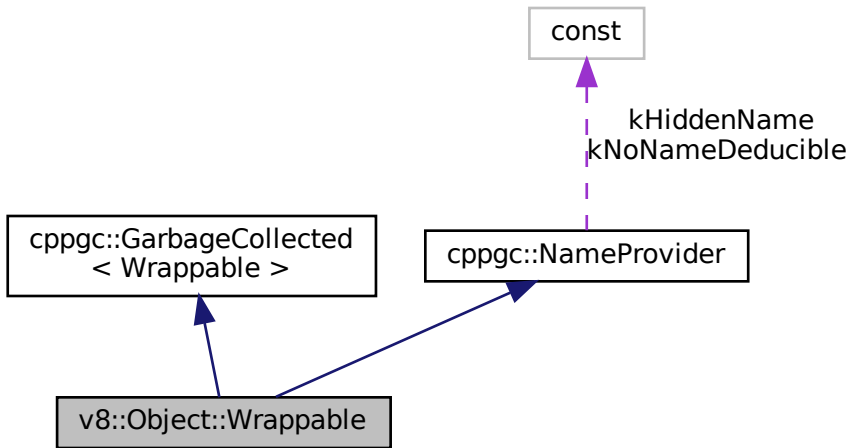 const
kHiddenName
kNoNameDeducible
cppgc::GarbageCollected
< Wrappable >
cppgc::NameProvider
v8::Object::Wrappable